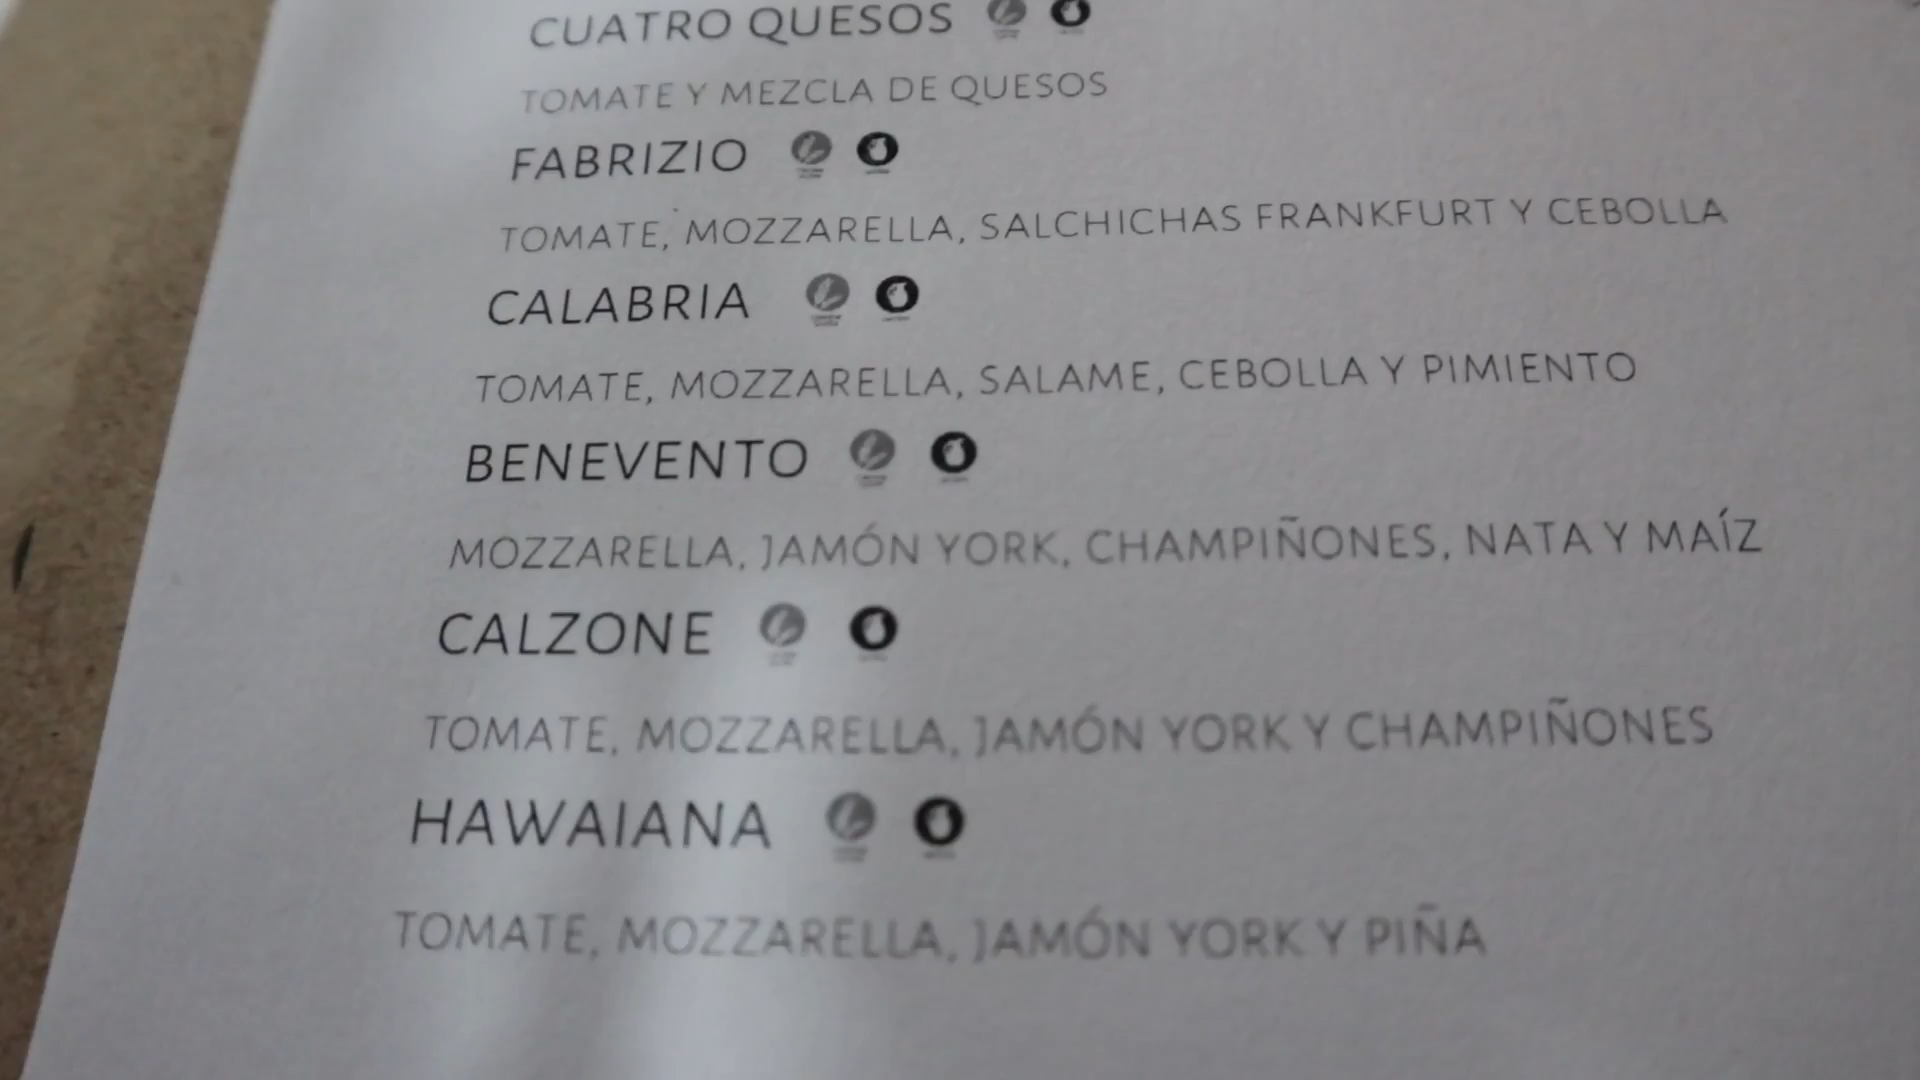 CUATRO QUESOS
TOMATE Y MEZCLA DE QUESOS
FABRIZIO
TOMATE, MOZZARELLA, SALCHICHAS FRANKFURT Y CEBOLLA
CALABRIA
TOMATE, MOZZARELLA, SALAME, CEBOLLA Y PIMIENTO
BENEVENTO
MOZZARELLA, JAMÓN YORK, CHAMPIÑONES, NATA Y MAÍZ
CALZONE
TOMATE, MOZZARELLA, JAMÓN YORK Y CHAMPIÑONES
HAWAIANA
TOMATE, MOZZARELLA, JAMÓN YORK Y PIÑA